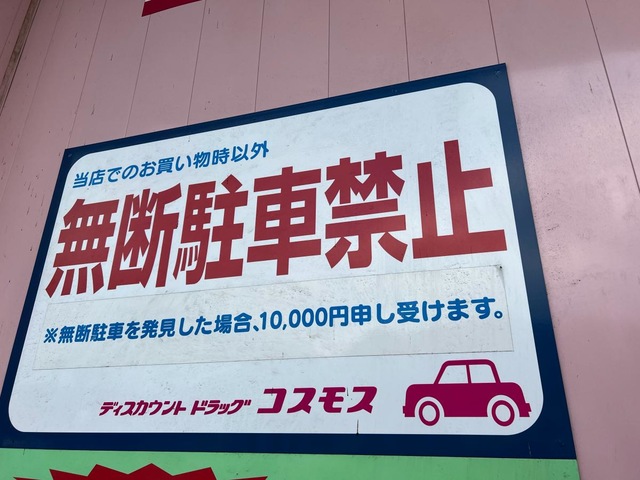 当店でのお買い物時以外
無断駐車禁止
※無断駐車を発見した場合、10,000円申し受けます。
ディスカウント ドラッグ コスモス